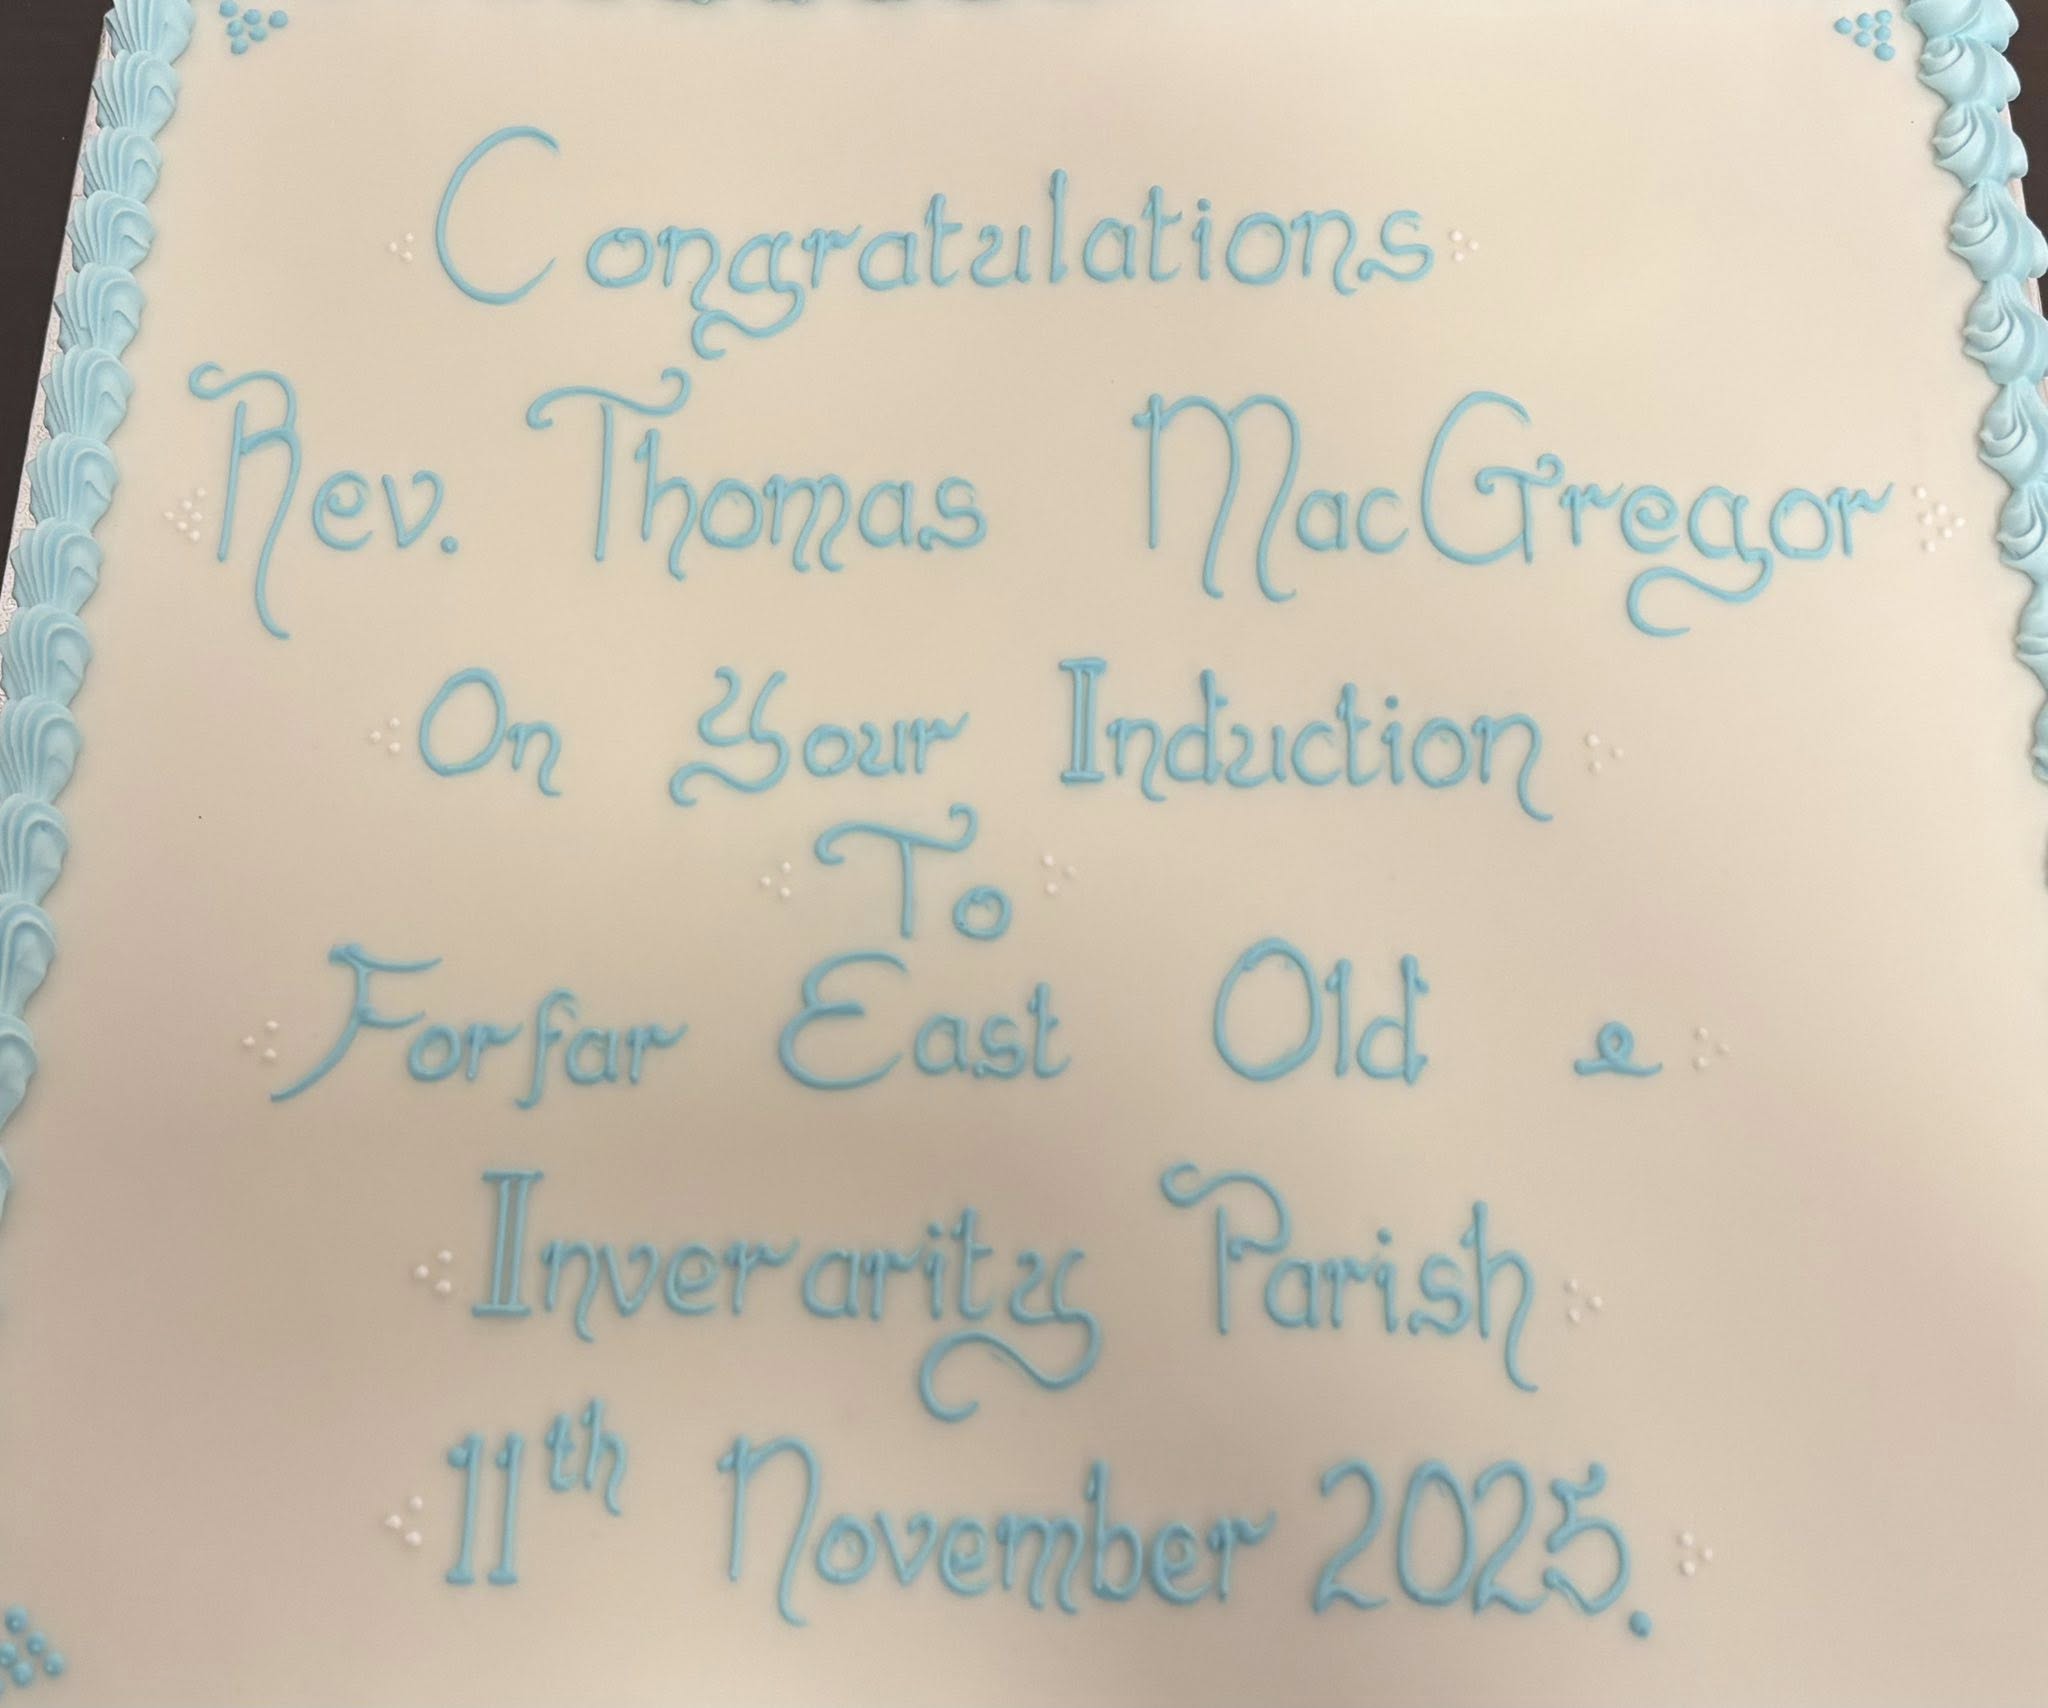 Congratulations
Rev. Thomas MacGregor
On Your Induction
To
Forfar East Old &
Inverarity Parish
11th November 2025.